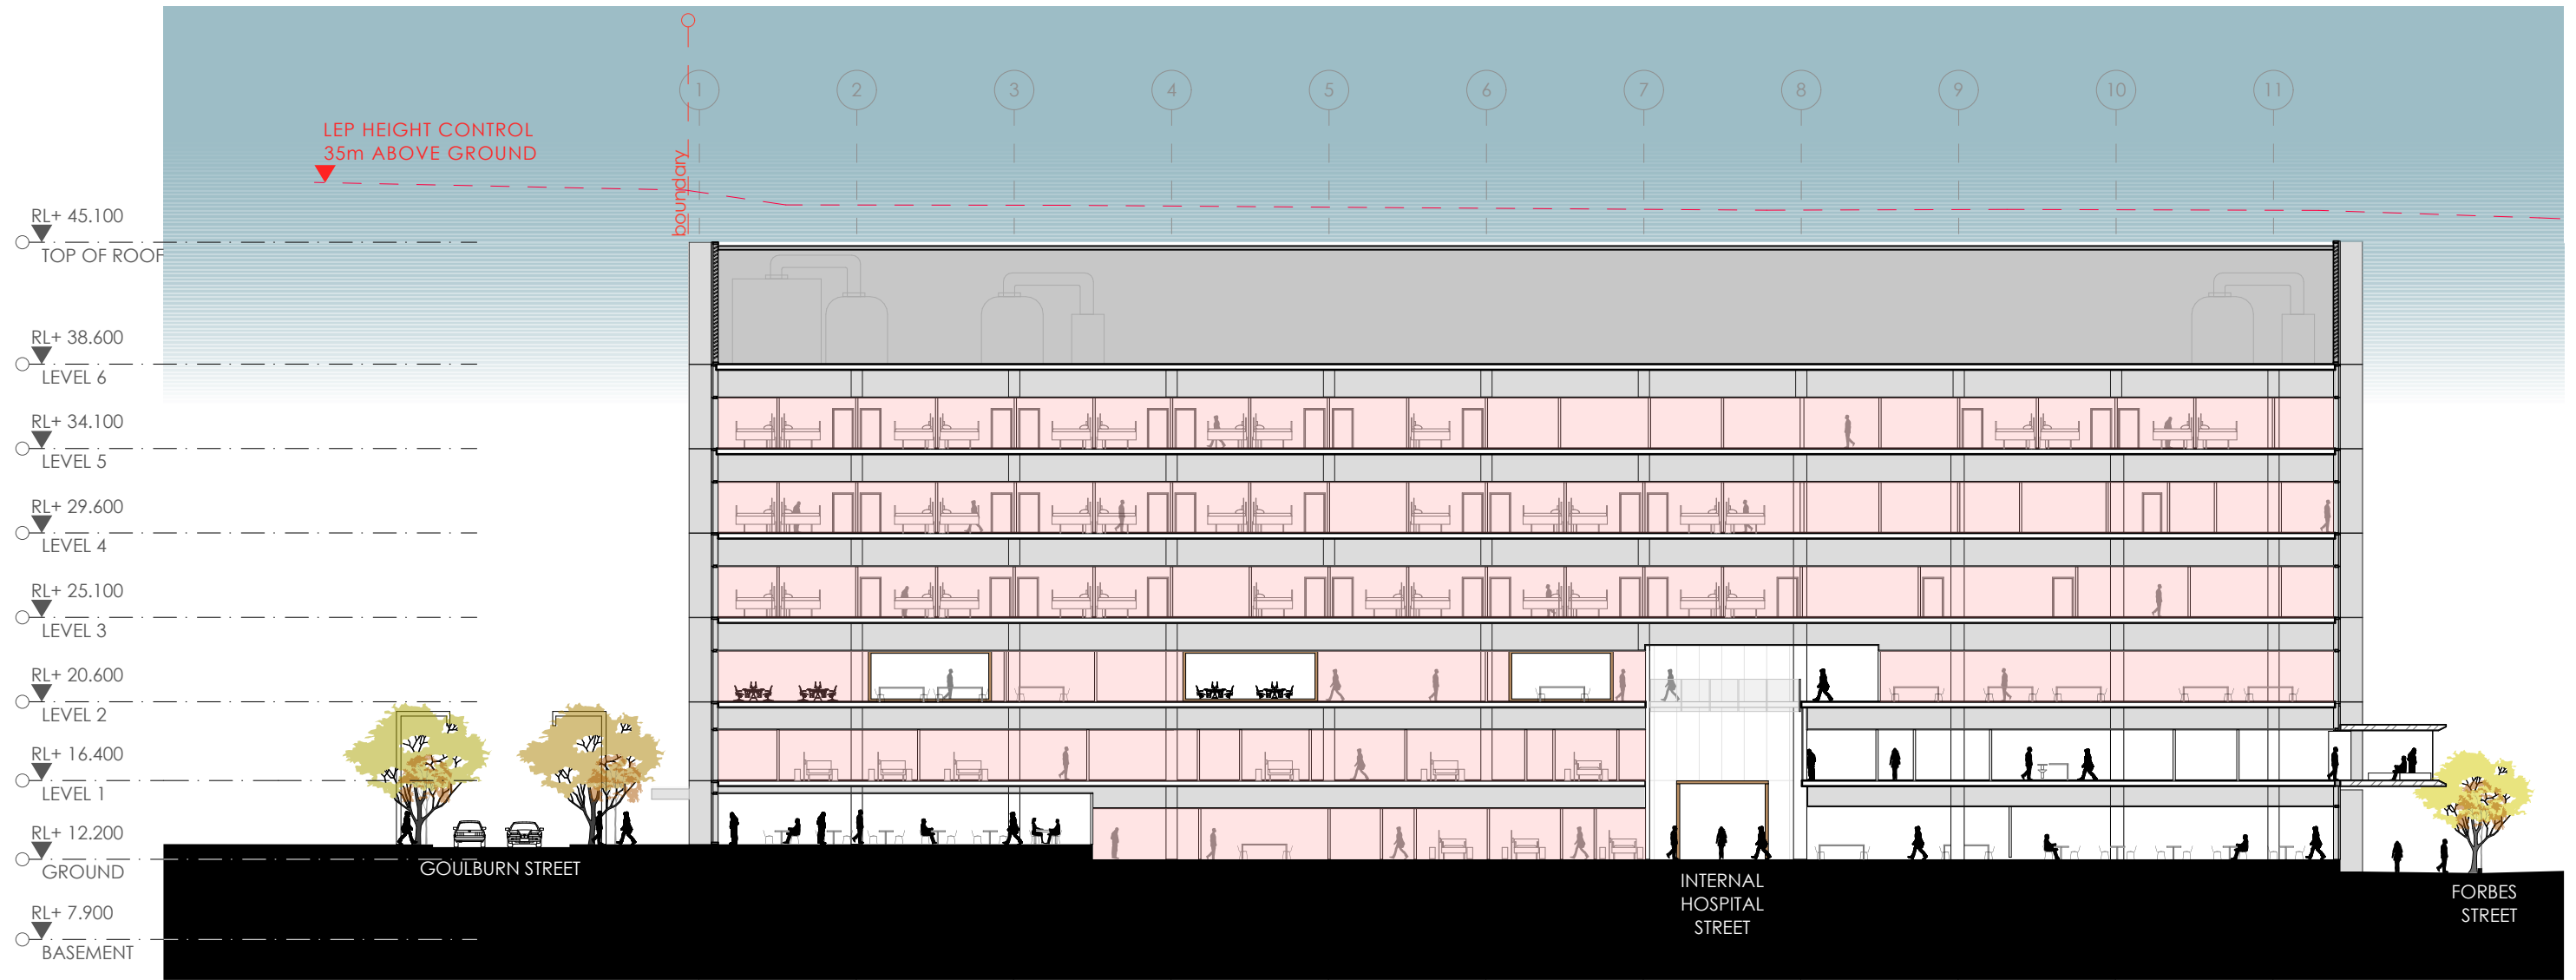 1 2 3 4 5 6 7 8 9 10 11
LEP HEIGHT CONTROL
35m ABOVE GROUND
boundary
RL+ 45.100
TOP OF ROOF
RL+ 38.600
LEVEL 6
RL+ 34.100
LEVEL 5
RL+ 29.600
LEVEL 4
RL+ 25.100
LEVEL 3
RL+ 20.600
LEVEL 2
RL+ 16.400
LEVEL 1
RL+ 12.200
GROUND
RL+ 7.900
BASEMENT
GOULBURN STREET
INTERNAL
HOSPITAL
STREET
FORBES
STREET